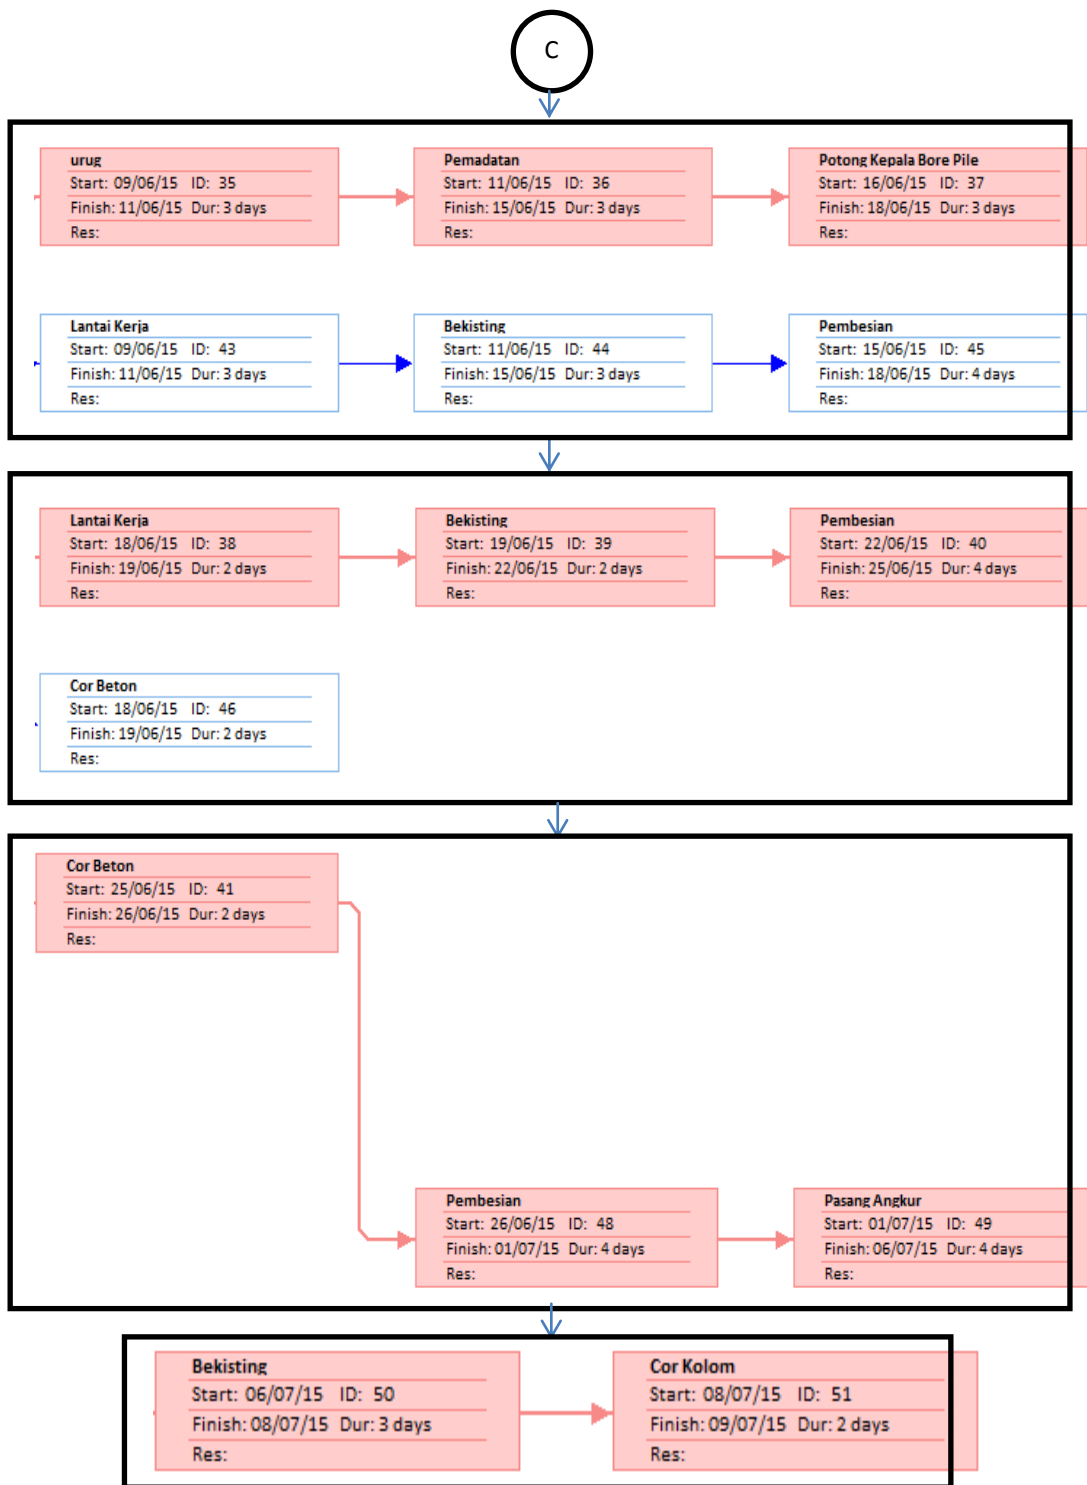 C
urug
Start: 09/06/15 ID: 35
Finish: 11/06/15 Dur: 3 days
Res:
Pemadatan
Start: 11/06/15 ID: 36
Finish: 15/06/15 Dur: 3 days
Res:
Potong Kepala Bore Pile
Start: 16/06/15 ID: 37
Finish: 18/06/15 Dur: 3 days
Res:
Lantai Kerja
Start: 09/06/15 ID: 43
Finish: 11/06/15 Dur: 3 days
Res:
Bekisting
Start: 11/06/15 ID: 44
Finish: 15/06/15 Dur: 3 days
Res:
Pembesian
Start: 15/06/15 ID: 45
Finish: 18/06/15 Dur: 4 days
Res:
Lantai Kerja
Start: 18/06/15 ID: 38
Finish: 19/06/15 Dur: 2 days
Res:
Bekisting
Start: 19/06/15 ID: 39
Finish: 22/06/15 Dur: 2 days
Res:
Pembesian
Start: 22/06/15 ID: 40
Finish: 25/06/15 Dur: 4 days
Res:
Cor Beton
Start: 18/06/15 ID: 46
Finish: 19/06/15 Dur: 2 days
Res:
Cor Beton
Start: 25/06/15 ID: 41
Finish: 26/06/15 Dur: 2 days
Res:
Pembesian
Start: 26/06/15 ID: 48
Finish: 01/07/15 Dur: 4 days
Res:
Pasang Angkur
Start: 01/07/15 ID: 49
Finish: 06/07/15 Dur: 4 days
Res:
Bekisting
Start: 06/07/15 ID: 50
Finish: 08/07/15 Dur: 3 days
Res:
Cor Kolom
Start: 08/07/15 ID: 51
Finish: 09/07/15 Dur: 2 days
Res: